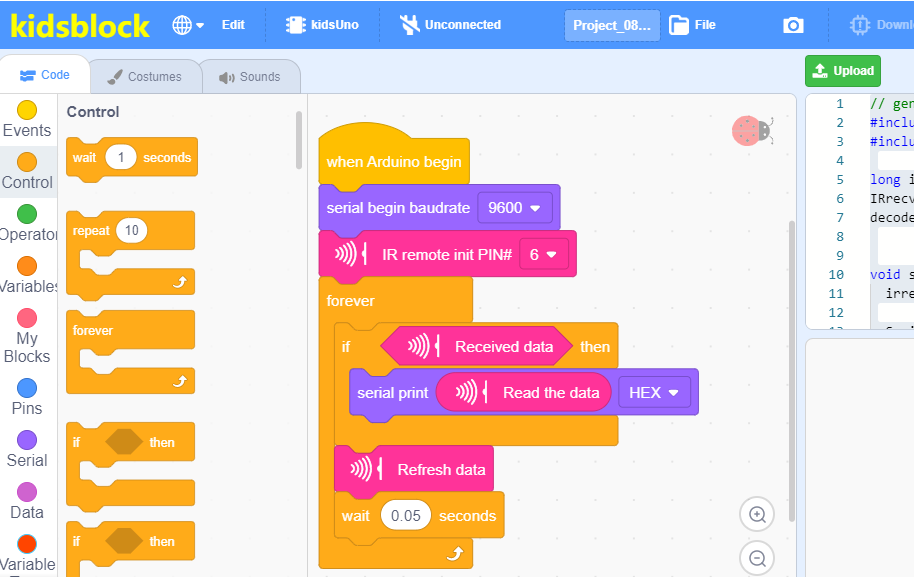 kidsblock Edit kidsUno Unconnected Project_08... File Downl
Code Costumes Sounds Upload
Events
Control
Operator
Variables
My
Blocks
Pins
Serial
Data
Variable
Control
wait 1 seconds
repeat 10
forever
if then
if then
when Arduino begin
serial begin baudrate 9600
IR remote init PIN# 6
forever
if Received data then
serial print Read the data HEX
Refresh data
wait 0.05 seconds
1 // gen
2 #inclu
3 #inclu
4
5 long i
6 IRrecv
7 decode
8
9
10 void s
11 irre
12